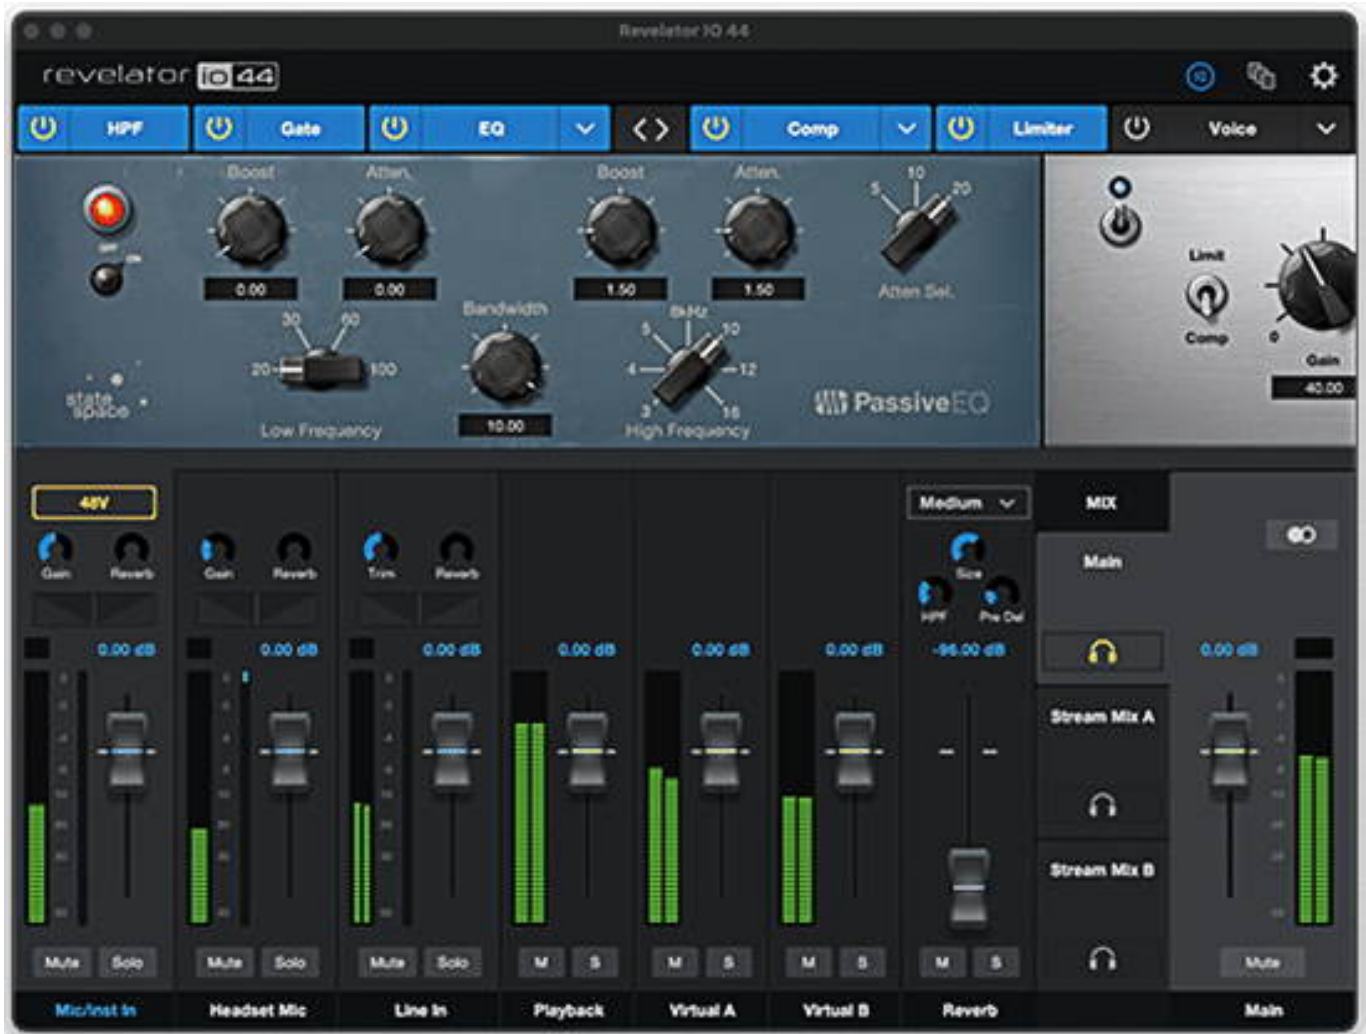 Revelator IO 44
revelator io 44
HPF Gate EQ Comp Limiter Voice
Boost Atten. Boost Atten. 5 10 20
0.00 0.00 1.50 1.50 Atten Sel.
Limit
Comp
0
Gain
40.00
30 60
20 100
Low Frequency
Bandwidth
10.00
8kHz
5 10
4 12
3 16
High Frequency
state
space
PassiveEQ
48V
Gain Reverb Gain Reverb Trim Reverb
Medium
Size
HPF Pre Del
MIX
Main
0.00 dB 0.00 dB 0.00 dB 0.00 dB 0.00 dB 0.00 dB -96.00 dB 0.00 dB
Stream Mix A
Stream Mix B
Mute Solo Mute Solo Mute Solo M S M S M S M S Mute
Mic/Inst In Headset Mic Line In Playback Virtual A Virtual B Reverb Main